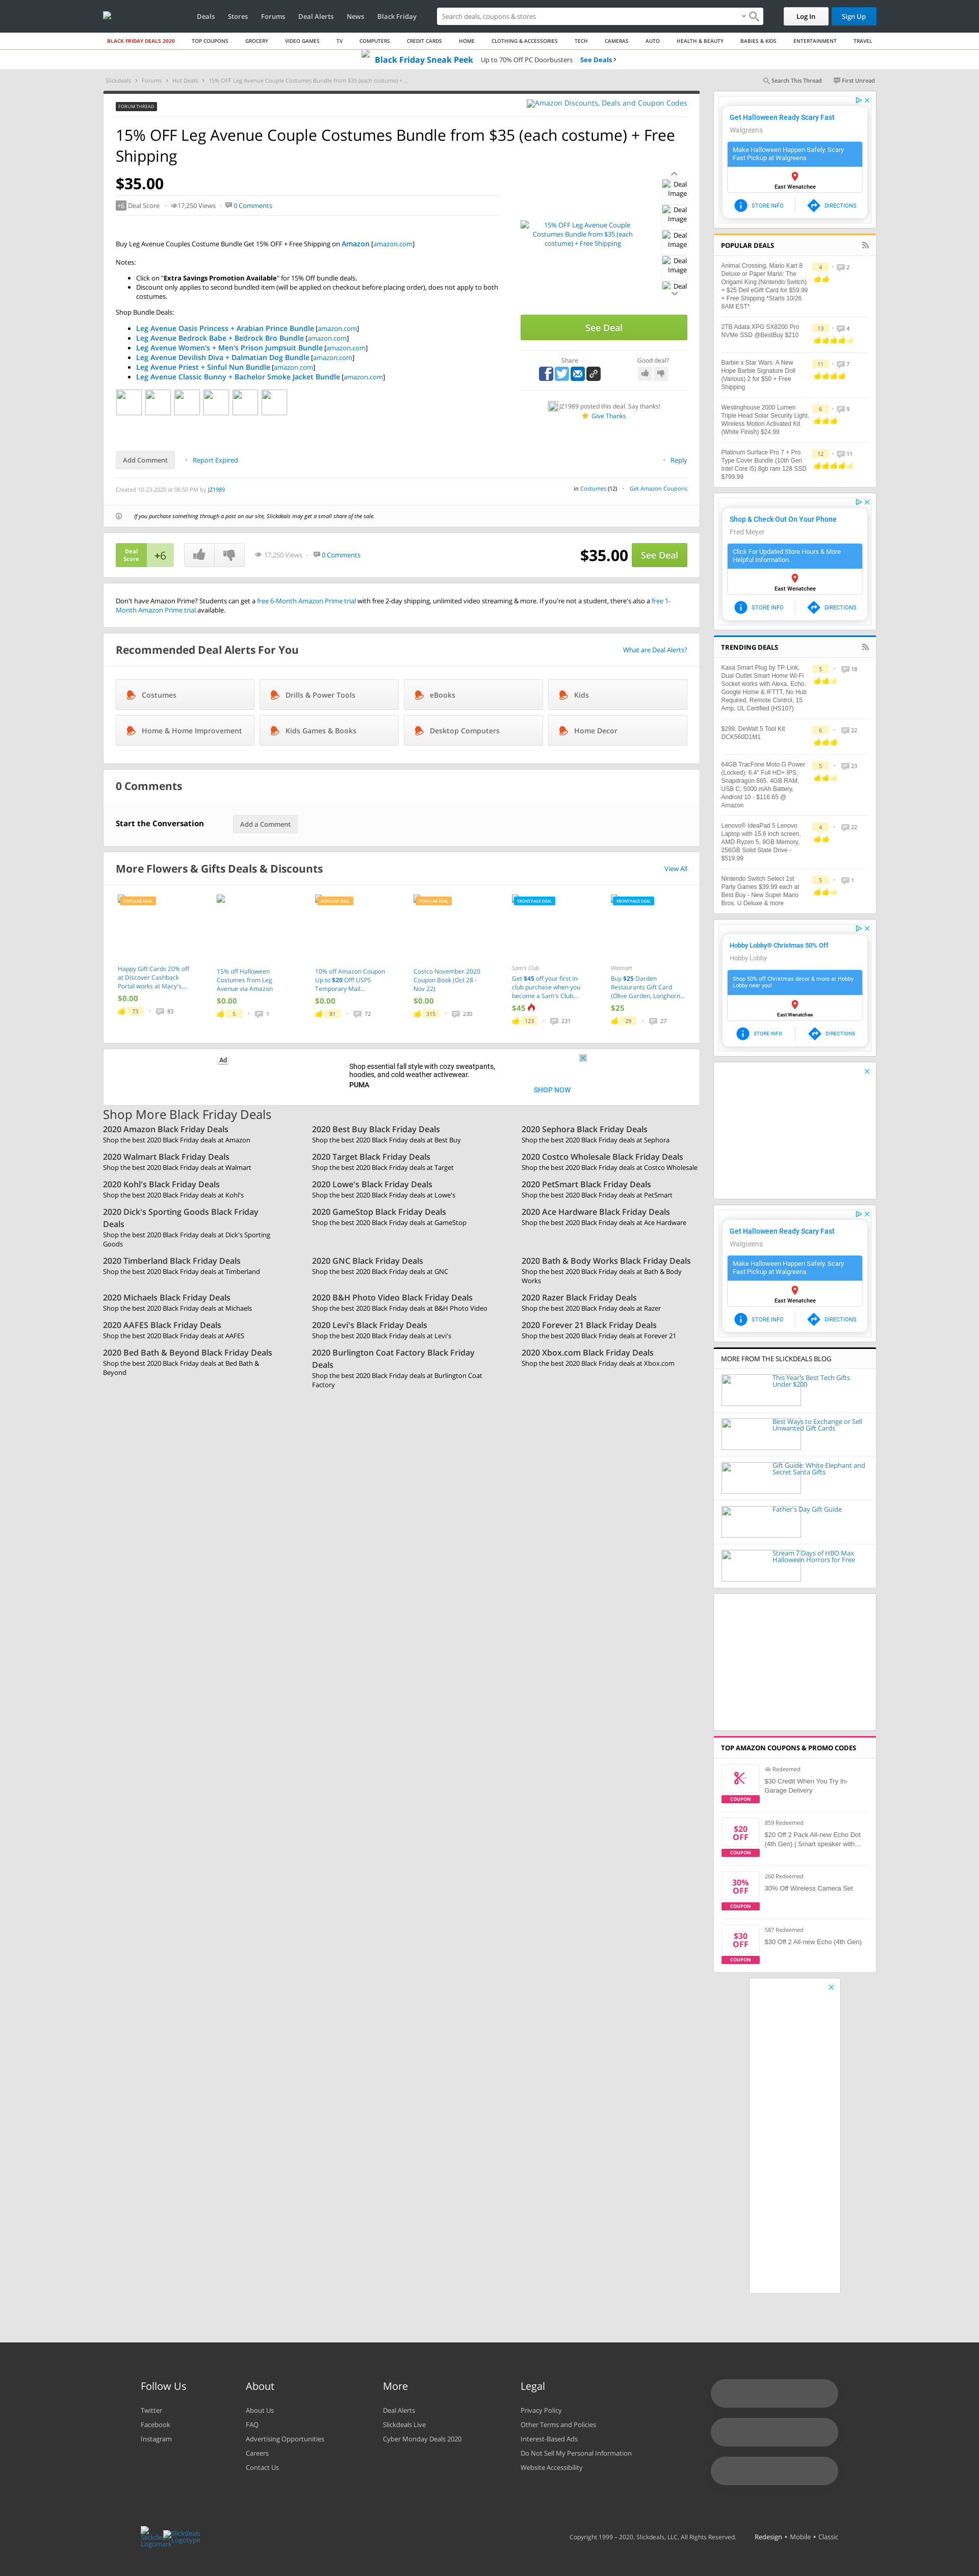 Deals Stores Forums Deal Alerts News Black Friday
Search deals, coupons & stores
Log In
Sign Up
BLACK FRIDAY DEALS 2020 TOP COUPONS GROCERY VIDEO GAMES TV COMPUTERS CREDIT CARDS HOME CLOTHING & ACCESSORIES TECH CAMERAS AUTO HEALTH & BEAUTY BABIES & KIDS ENTERTAINMENT TRAVEL
Black Friday Sneak Peek Up to 70% Off PC Doorbusters See Deals ›
Slickdeals > Forums > Hot Deals > 15% OFF Leg Avenue Couple Costumes Bundle from $35 (each costume) + ...
Search This Thread First Unread
FORUM THREAD
Amazon Discounts, Deals and Coupon Codes
15% OFF Leg Avenue Couple Costumes Bundle from $35 (each costume) + Free
Shipping
$35.00
+6 Deal Score • 17,250 Views • 0 Comments
Buy Leg Avenue Couples Costume Bundle Get 15% OFF + Free Shipping on Amazon [amazon.com]
Notes:
• Click on "Extra Savings Promotion Available" for 15% Off bundle deals.
• Discount only applies to second bundled item (will be applied on checkout before placing order), does not apply to both
costumes.
Shop Bundle Deals:
• Leg Avenue Oasis Princess + Arabian Prince Bundle [amazon.com]
• Leg Avenue Bedrock Babe + Bedrock Bro Bundle [amazon.com]
• Leg Avenue Women's + Men's Prison Jumpsuit Bundle [amazon.com]
• Leg Avenue Devilish Diva + Dalmatian Dog Bundle [amazon.com]
• Leg Avenue Priest + Sinful Nun Bundle [amazon.com]
• Leg Avenue Classic Bunny + Bachelor Smoke Jacket Bundle [amazon.com]
15% OFF Leg Avenue Couple
Costumes Bundle from $35 (each
costume) + Free Shipping
Deal
Image
Deal
Image
Deal
Image
Deal
Image
Deal
See Deal
Share
Good deal?
JZ1989 posted this deal. Say thanks!
Give Thanks
Add Comment • Report Expired
• Reply
Created 10-23-2020 at 06:50 PM by JZ1989
in Costumes (12) • Get Amazon Coupons
If you purchase something through a post on our site, Slickdeals may get a small share of the sale.
Deal
Score
+6
17,250 Views • 0 Comments
$35.00
See Deal
Don't have Amazon Prime? Students can get a free 6-Month Amazon Prime trial with free 2-day shipping, unlimited video streaming & more. If you're not a student, there's also a free 1-
Month Amazon Prime trial available.
Recommended Deal Alerts For You
What are Deal Alerts?
Costumes
Drills & Power Tools
eBooks
Kids
Home & Home Improvement
Kids Games & Books
Desktop Computers
Home Decor
0 Comments
Start the Conversation
Add a Comment
More Flowers & Gifts Deals & Discounts
View All
POPULAR DEAL
Happy Gift Cards 20% off
at Discover Cashback
Portal works at Macy's,...
$0.00
73 • 83
15% off Halloween
Costumes from Leg
Avenue via Amazon
$0.00
5 • 1
POPULAR DEAL
10% off Amazon Coupon
Up to $20 Off! USPS
Temporary Mail...
$0.00
81 • 72
POPULAR DEAL
Costco November 2020
Coupon Book (Oct 28 -
Nov 22)
$0.00
315 • 230
FRONTPAGE DEAL
Sam's Club
Get $45 off your first in-
club purchase when you
become a Sam's Club...
$45
123 • 231
FRONTPAGE DEAL
Walmart
Buy $25 Darden
Restaurants Gift Card
(Olive Garden, Longhorn...
$25
29 • 27
Ad
Shop seamless fall style with cozy sweatpants,
hoodies, and cold weather activewear.
PUMA
SHOP NOW
Shop More Black Friday Deals
2020 Amazon Black Friday Deals
Shop the best 2020 Black Friday deals at Amazon
2020 Best Buy Black Friday Deals
Shop the best 2020 Black Friday deals at Best Buy
2020 Sephora Black Friday Deals
Shop the best 2020 Black Friday deals at Sephora
2020 Walmart Black Friday Deals
Shop the best 2020 Black Friday deals at Walmart
2020 Target Black Friday Deals
Shop the best 2020 Black Friday deals at Target
2020 Costco Wholesale Black Friday Deals
Shop the best 2020 Black Friday deals at Costco Wholesale
2020 Kohl's Black Friday Deals
Shop the best 2020 Black Friday deals at Kohl's
2020 Lowe's Black Friday Deals
Shop the best 2020 Black Friday deals at Lowe's
2020 PetSmart Black Friday Deals
Shop the best 2020 Black Friday deals at PetSmart
2020 Dick's Sporting Goods Black Friday
Deals
Shop the best 2020 Black Friday deals at Dick's Sporting
Goods
2020 GameStop Black Friday Deals
Shop the best 2020 Black Friday deals at GameStop
2020 Ace Hardware Black Friday Deals
Shop the best 2020 Black Friday deals at Ace Hardware
2020 Timberland Black Friday Deals
Shop the best 2020 Black Friday deals at Timberland
2020 GNC Black Friday Deals
Shop the best 2020 Black Friday deals at GNC
2020 Bath & Body Works Black Friday Deals
Shop the best 2020 Black Friday deals at Bath & Body
Works
2020 Michaels Black Friday Deals
Shop the best 2020 Black Friday deals at Michaels
2020 B&H Photo Video Black Friday Deals
Shop the best 2020 Black Friday deals at B&H Photo Video
2020 Razer Black Friday Deals
Shop the best 2020 Black Friday deals at Razer
2020 AAFES Black Friday Deals
Shop the best 2020 Black Friday deals at AAFES
2020 Levi's Black Friday Deals
Shop the best 2020 Black Friday deals at Levi's
2020 Forever 21 Black Friday Deals
Shop the best 2020 Black Friday deals at Forever 21
2020 Bed Bath & Beyond Black Friday Deals
Shop the best 2020 Black Friday deals at Bed Bath &
Beyond
2020 Burlington Coat Factory Black Friday
Deals
Shop the best 2020 Black Friday deals at Burlington Coat
Factory
2020 Xbox.com Black Friday Deals
Shop the best 2020 Black Friday deals at Xbox.com
Get Halloween Ready Scary Fast
Walgreens
Make Halloween Happen Safely. Scary
Fast Pickup at Walgreens
East Wenatchee
STORE INFO DIRECTIONS
POPULAR DEALS
Animal Crossing, Mario Kart 8
Deluxe or Paper Mario: The
Origami King (Nintendo Switch)
+ $25 Dell eGift Card for $59.99
+ Free Shipping *Starts 10/26
8AM EST*
4 • 2
2TB Adata XPG SX8200 Pro
NVMe SSD @BestBuy $210
13 • 4
Barbie x Star Wars: A New
Hope Barbie Signature Doll
(Various) 2 for $50 + Free
Shipping
11 • 7
Westinghouse 2000 Lumen
Triple Head Solar Security Light,
Wireless Motion Activated Kit
(White Finish) $24.99
6 • 9
Platinum Surface Pro 7 + Pro
Type Cover Bundle (10th Gen
Intel Core i5) 8gb ram 128 SSD
$799.99
12 • 11
Shop & Check Out On Your Phone
Fred Meyer
Click For Updated Store Hours & More
Helpful Information.
East Wenatchee
STORE INFO DIRECTIONS
TRENDING DEALS
Kasa Smart Plug by TP-Link,
Dual Outlet Smart Home Wi-Fi
Socket works with Alexa, Echo,
Google Home & IFTTT, No Hub
Required, Remote Control, 15
Amp, UL Certified (HS107)
5 • 18
$299, DeWalt 5 Tool Kit
DCK560D1M1
6 • 22
64GB TracFone Moto G Power
(Locked): 6.4" Full HD+ IPS,
Snapdragon 665. 4GB RAM,
USB C, 5000 mAh Battery,
Android 10 - $116.65 @
Amazon
5 • 23
Lenovo® IdeaPad 5 Lenovo
Laptop with 15.6 inch screen,
AMD Ryzen 5, 8GB Memory,
256GB Solid State Drive -
$519.99
4 • 22
Nintendo Switch Select 1st
Party Games $39.99 each at
Best Buy - New Super Mario
Bros. U Deluxe & more
5 • 1
Hobby Lobby® Christmas 50% Off
Hobby Lobby
Shop 50% off Christmas decor & more at Hobby
Lobby near you!
East Wenatchee
STORE INFO DIRECTIONS
Get Halloween Ready Scary Fast
Walgreens
Make Halloween Happen Safely. Scary
Fast Pickup at Walgreens
East Wenatchee
STORE INFO DIRECTIONS
MORE FROM THE SLICKDEALS BLOG
This Year's Best Tech Gifts
Under $200
Best Ways to Exchange or Sell
Unwanted Gift Cards
Gift Guide: White Elephant and
Secret Santa Gifts
Father's Day Gift Guide
Stream 7 Days of HBO Max
Halloween Horrors for Free
TOP AMAZON COUPONS & PROMO CODES
COUPON
4k Redeemed
$30 Credit When You Try In-
Garage Delivery
$20
OFF
COUPON
859 Redeemed
$20 Off 2 Pack All-new Echo Dot
(4th Gen) | Smart speaker with...
30%
OFF
COUPON
260 Redeemed
30% Off Wireless Camera Set
$30
OFF
COUPON
587 Redeemed
$30 Off 2 All-new Echo (4th Gen)
Follow Us
Twitter
Facebook
Instagram
About
About Us
FAQ
Advertising Opportunities
Careers
Contact Us
More
Deal Alerts
Slickdeals Live
Cyber Monday Deals 2020
Legal
Privacy Policy
Other Terms and Policies
Interest-Based Ads
Do Not Sell My Personal Information
Website Accessibility
Slickdeals
Logomark
Slickdeals
Logotype
Copyright 1999 – 2020. Slickdeals, LLC. All Rights Reserved.
Redesign • Mobile • Classic